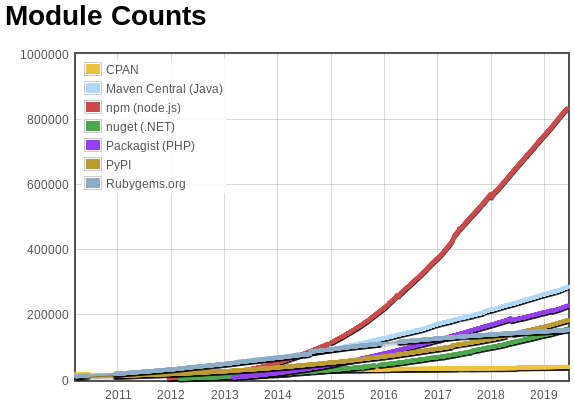 Module Counts
1000000
800000
600000
400000
200000
0
CPAN
Maven Central (Java)
npm (node.js)
nuget (.NET)
Packagist (PHP)
PyPI
Rubygems.org
2011 2012 2013 2014 2015 2016 2017 2018 2019